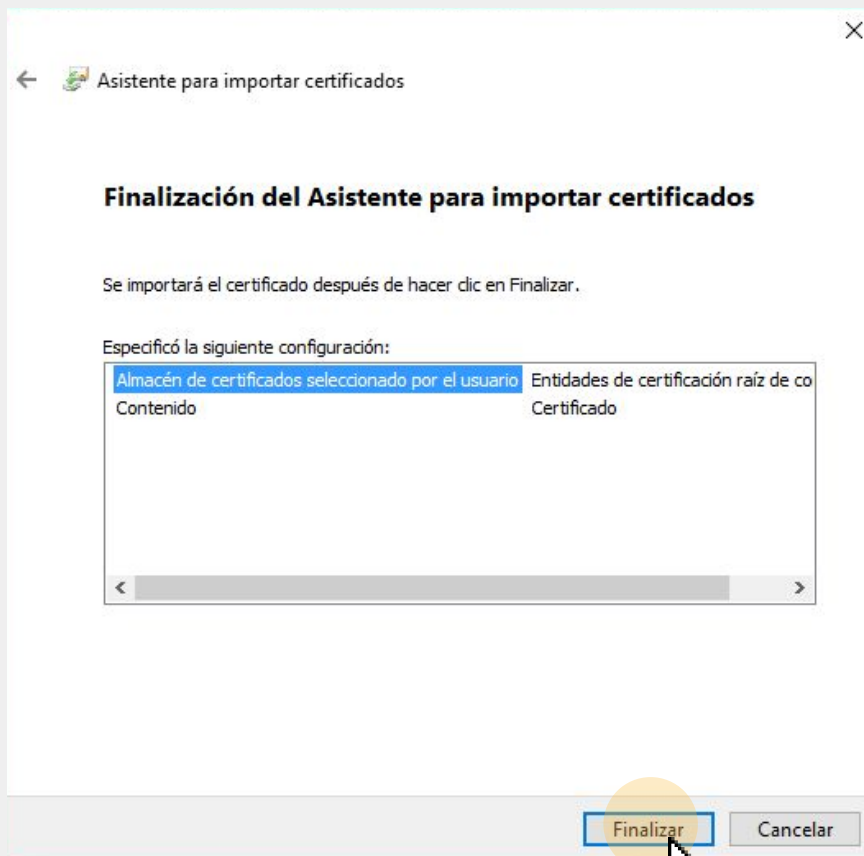 Asistente para importar certificados
Finalización del Asistente para importar certificados
Se importará el certificado después de hacer clic en Finalizar.
Especificó la siguiente configuración:
Almacén de certificados seleccionado por el usuario Entidades de certificación raíz de co
Contenido Certificado
Finalizar Cancelar